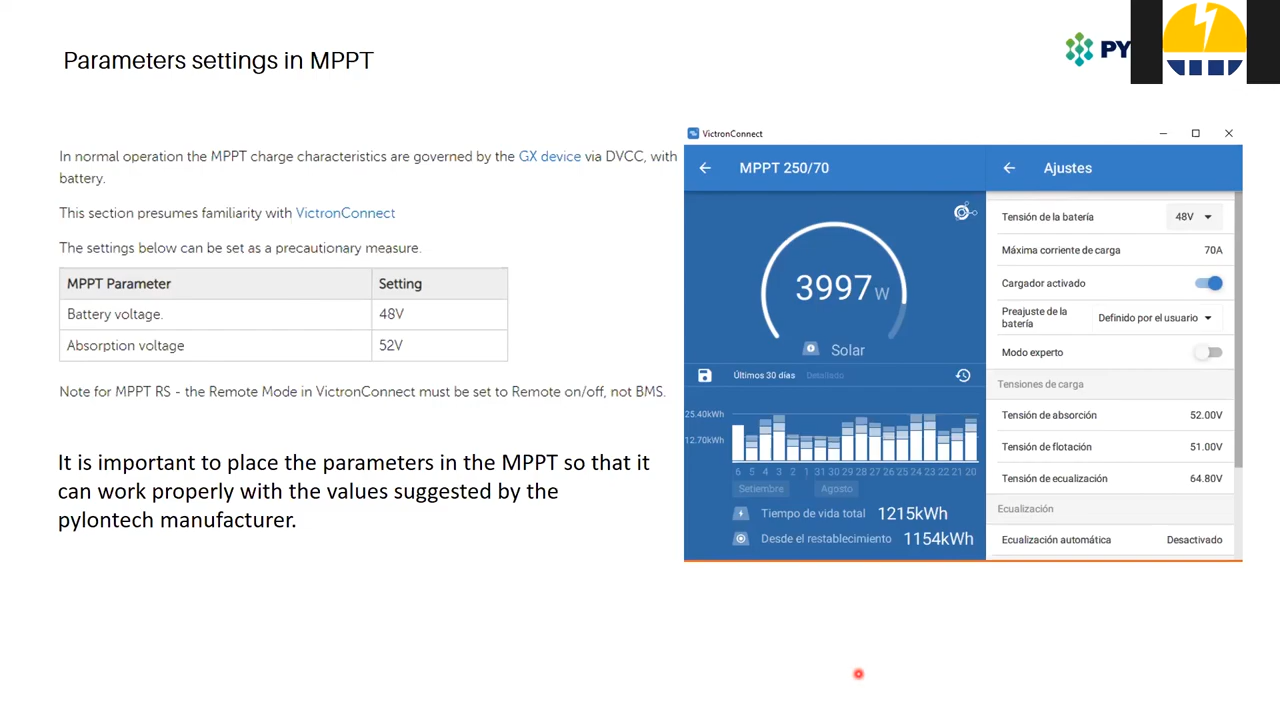 Parameters settings in MPPT
PY
In normal operation the MPPT charge characteristics are governed by the GX device via DVCC, with
battery.
This section presumes familiarity with VictronConnect
The settings below can be set as a precautionary measure.
MPPT Parameter Setting
Battery voltage. 48V
Absorption voltage 52V
Note for MPPT RS - the Remote Mode in VictronConnect must be set to Remote on/off, not BMS.
It is important to place the parameters in the MPPT so that it
can work properly with the values suggested by the
pylontech manufacturer.
VictronConnect
MPPT 250/70
3997W
Solar
Últimos 30 días Detallado
25.40kWh
12.70kWh
6 5 4 3 2 1 31 30 29 28 27 26 25 24 23 22 21 20
Setiembre Agosto
Tiempo de vida total 1215kWh
Desde el restablecimiento 1154kWh
Ajustes
Tensión de la batería 48V
Máxima corriente de carga 70A
Cargador activado
Preajuste de la
batería
Definido por el usuario
Modo experto
Tensiones de carga
Tensión de absorción 52.00V
Tensión de flotación 51.00V
Tensión de ecualización 64.80V
Ecualización
Ecualización automática Desactivado